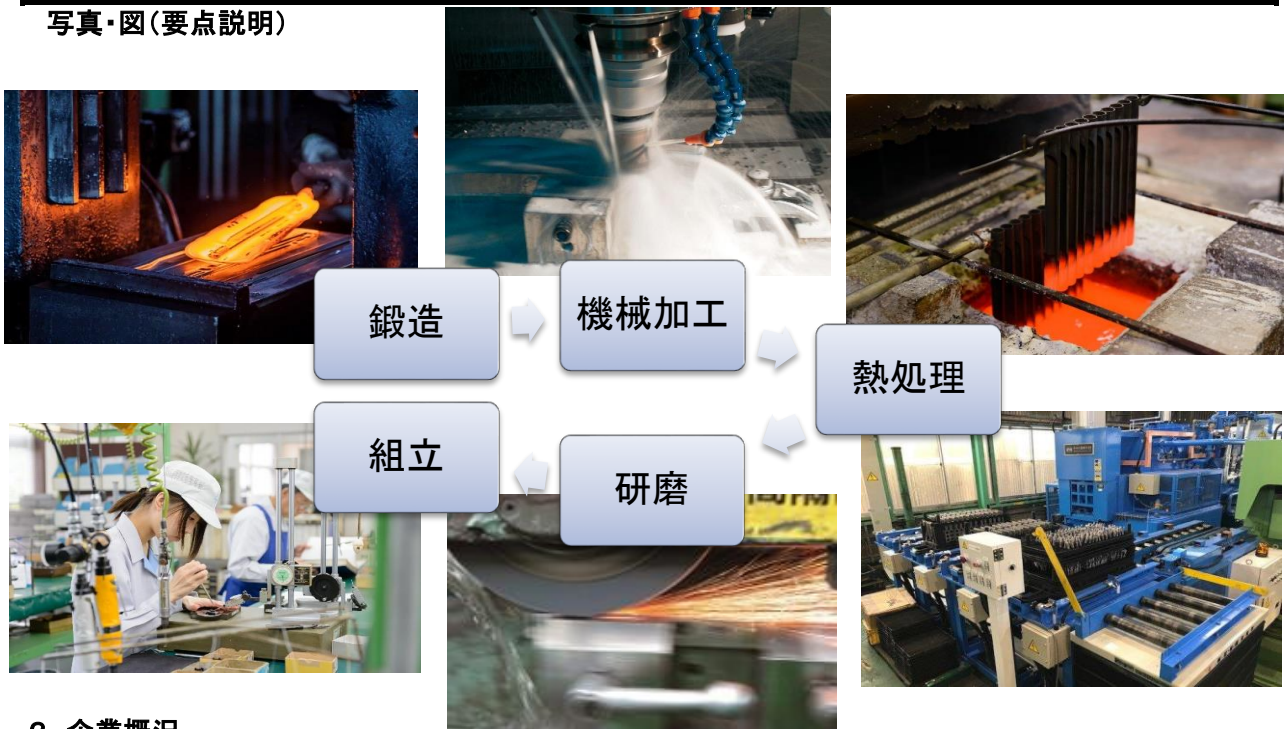 写真・図(要点説明)
鍛造
機械加工
熱処理
研磨
組立